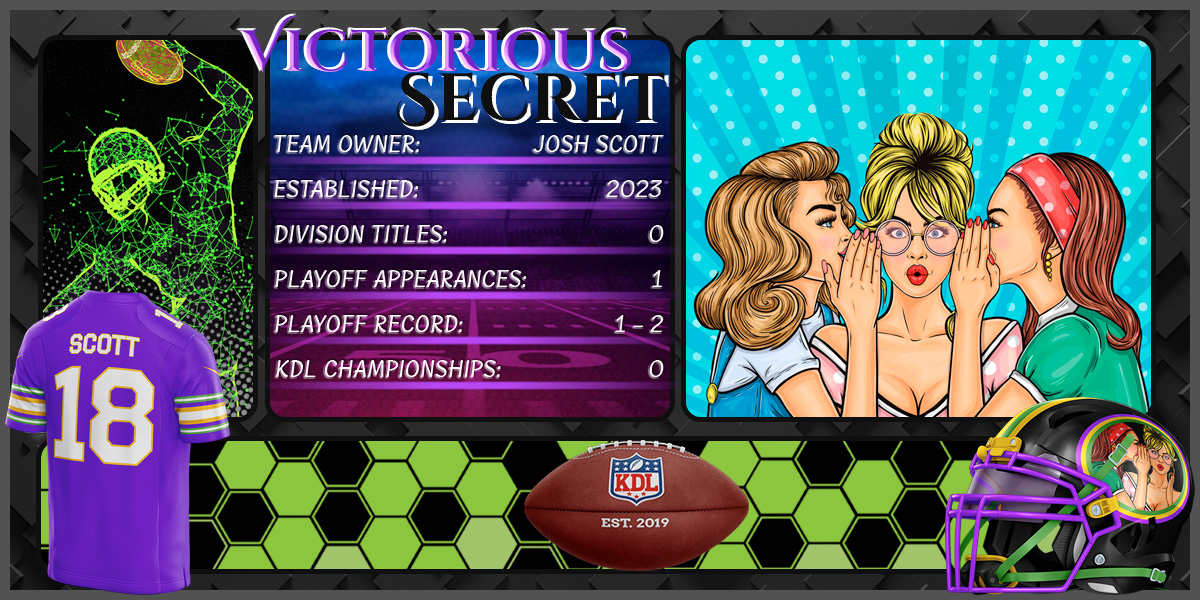 VICTORIOUS
SECRET
TEAM OWNER: JOSH SCOTT
ESTABLISHED: 2023
DIVISION TITLES: 0
PLAYOFF APPEARANCES: 1
PLAYOFF RECORD: 1 – 2
KDL CHAMPIONSHIPS: 0
SCOTT
18
KDL
EST. 2019